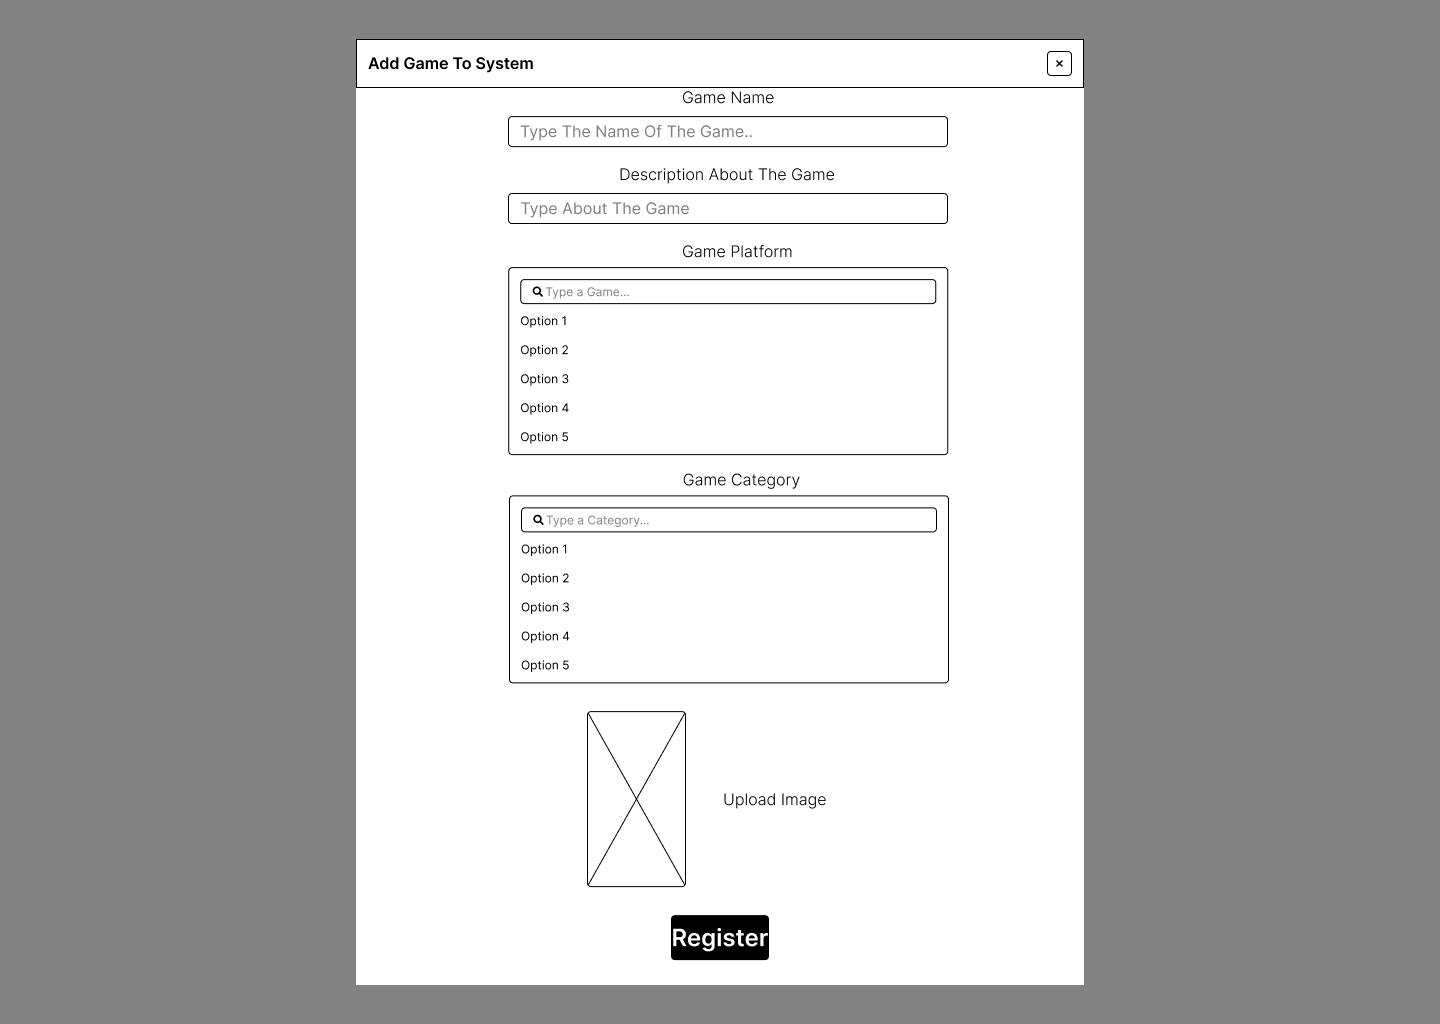 Add Game To System
×
Game Name
Type The Name Of The Game..
Description About The Game
Type About The Game
Game Platform
Type a Game...
Option 1
Option 2
Option 3
Option 4
Option 5
Game Category
Type a Category...
Option 1
Option 2
Option 3
Option 4
Option 5
Upload Image
Register